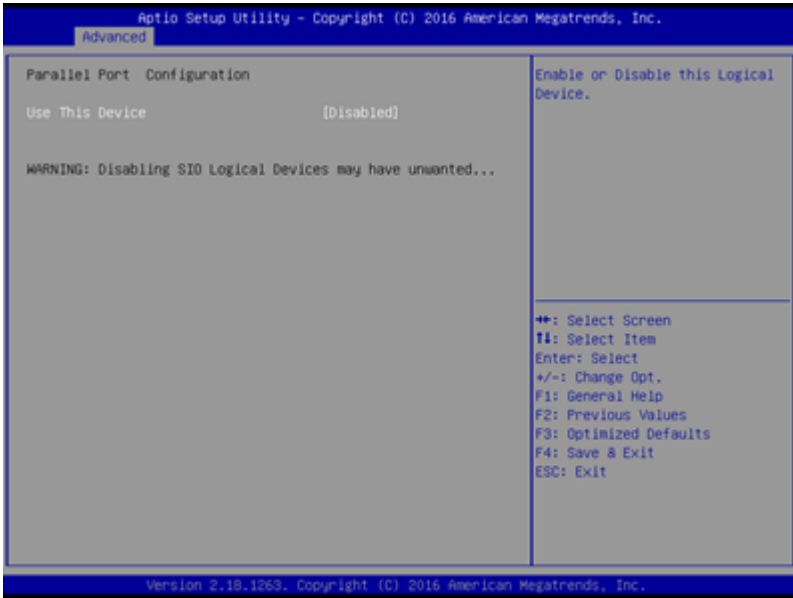 Aptio Setup Utility - Copyright (C) 2016 American Megatrends, Inc.
Advanced
Parallel Port Configuration
Use This Device [Disabled]
WARNING: Disabling SIO Logical Devices may have unwanted...
Enable or Disable this Logical
Device.
→←: Select Screen
↑↓: Select Item
Enter: Select
+/-: Change Opt.
F1: General Help
F2: Previous Values
F3: Optimized Defaults
F4: Save & Exit
ESC: Exit
Version 2.18.1263. Copyright (C) 2016 American Megatrends, Inc.